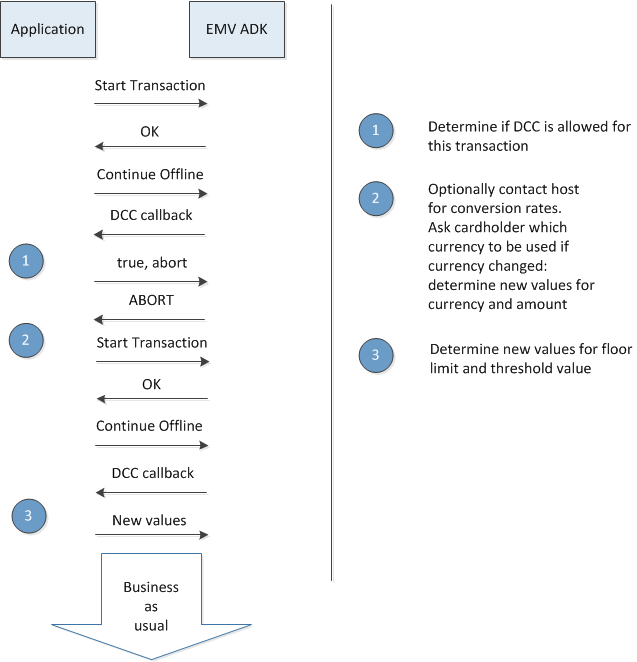 Application
EMV ADK
Start Transaction
OK
Continue Offline
DCC callback
1
true, abort
ABORT
2
Start Transaction
OK
Continue Offline
DCC callback
3
New values
Business
as
usual
1
Determine if DCC is allowed for
this transaction
2
Optionally contact host
for conversion rates.
Ask cardholder which
currency to be used if
currency changed:
determine new values for
currency and amount
3
Determine new values for floor
limit and threshold value